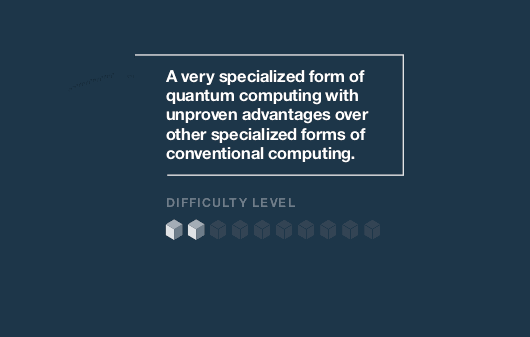 A very specialized form of
quantum computing with
unproven advantages over
other specialized forms of
conventional computing.
DIFFICULTY LEVEL